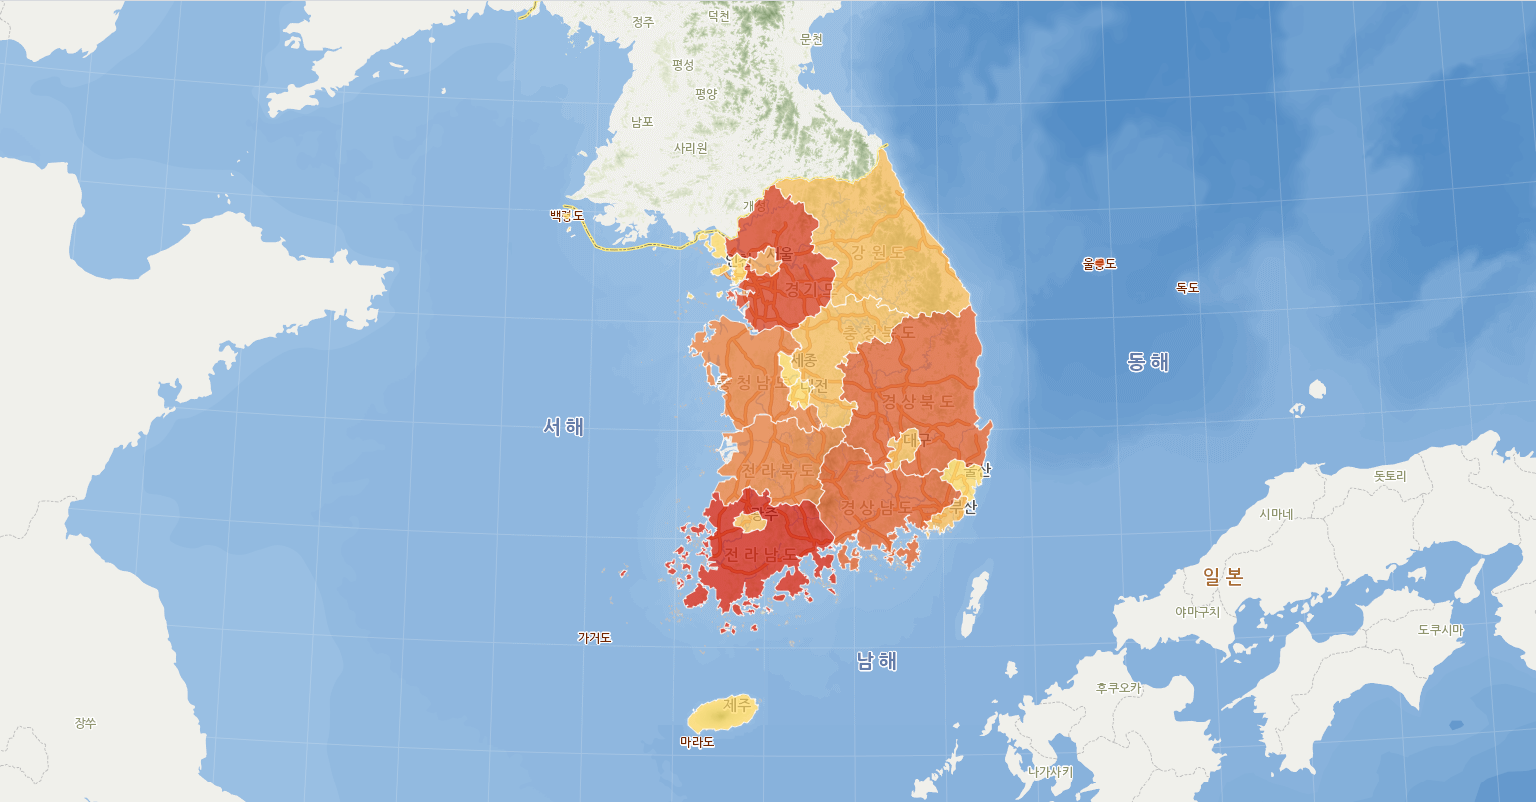 정주
덕천
문천
평성
평양
남포
사리원
개성
백령도
서울
강원도
인천
경기도
울릉도
독도
충청북도
세종
동해
충청남도
대전
경상북도
서해
대구
전라북도
울산
돗토리
경상남도
부산
시마네
광주
전라남도
일본
야마구치
가거도
도쿠시마
남해
후쿠오카
제주
장쑤
마라도
나가사키